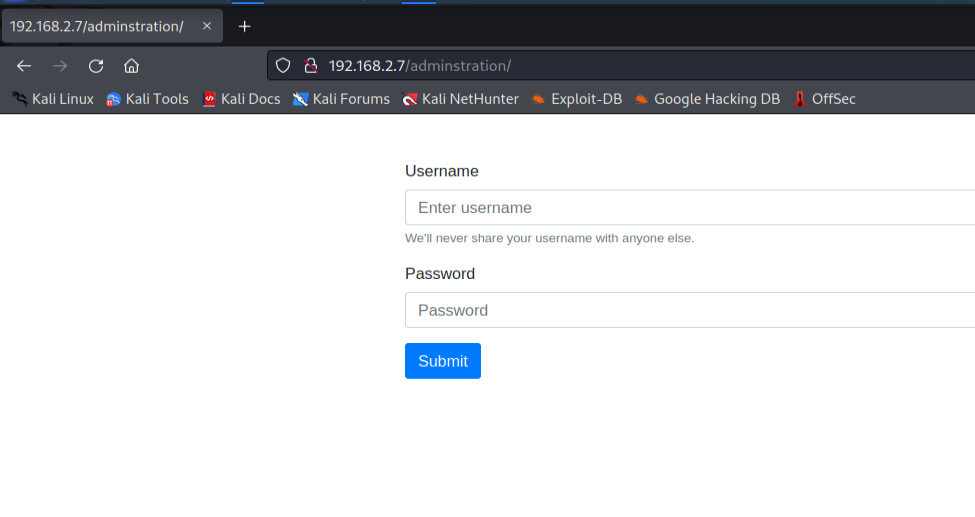 192.168.2.7/adminstration/
192.168.2.7/adminstration/
Kali Linux Kali Tools Kali Docs Kali Forums Kali NetHunter Exploit-DB Google Hacking DB OffSec
Username
Enter username
We'll never share your username with anyone else.
Password
Password
Submit